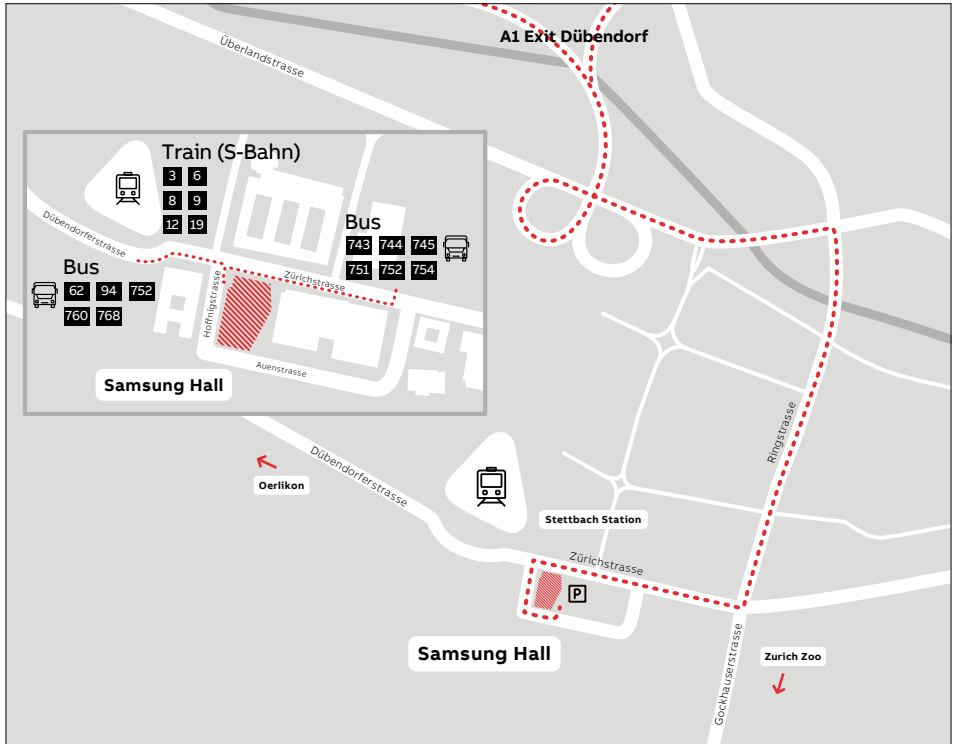 A1 Exit Dübendorf
Überlandstrasse
Train (S-Bahn)
3 6
8 9
12 19
Dübendorferstrasse
Bus
743 744 745
751 752 754
Bus
62 94 752
760 768
Zürichstrasse
Hoffnigstrasse
Auenstrasse
Samsung Hall
Ringstrasse
Dübendorferstrasse
Oerlikon
Stettbach Station
Zürichstrasse
P
Samsung Hall
Zurich Zoo
Gockhauserstrasse